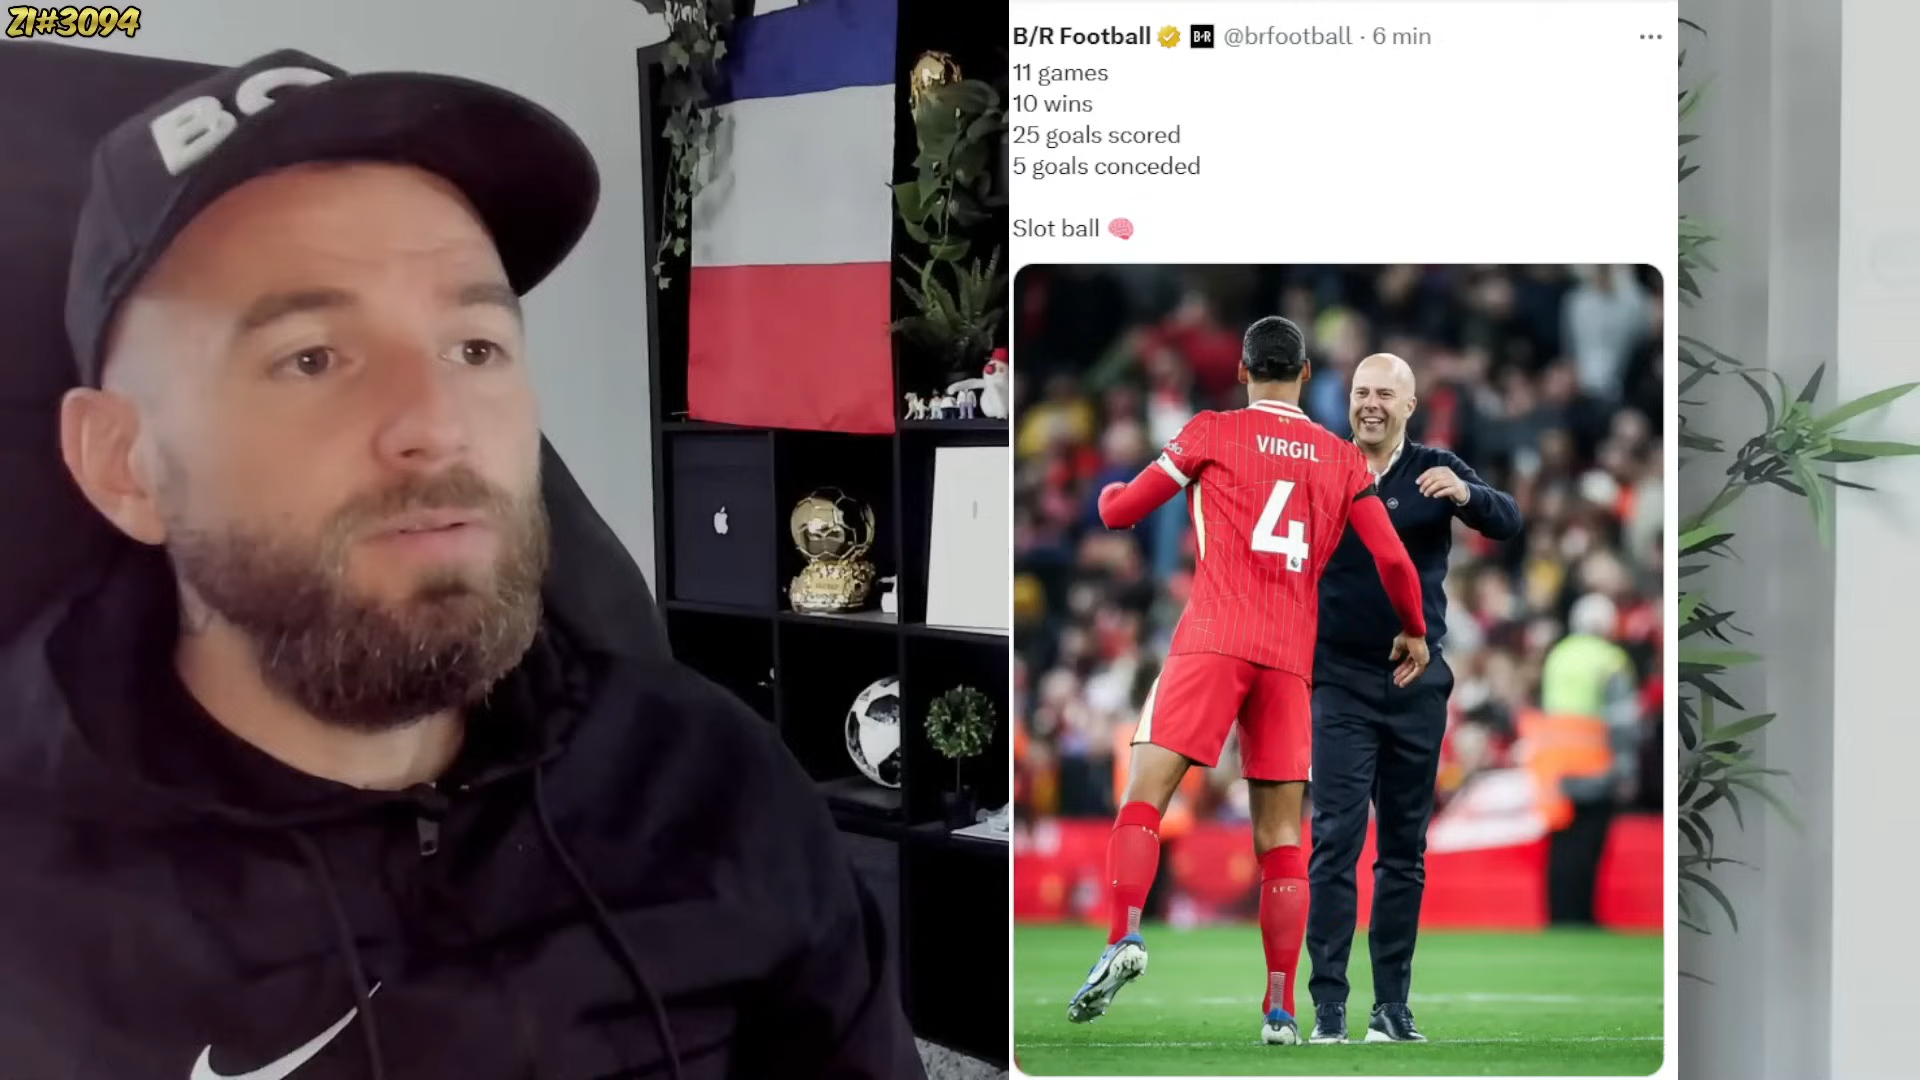 ZI#3094
B/R Football B·R @brfootball · 6 min
11 games
10 wins
25 goals scored
5 goals conceded
Slot ball
VIRGIL
4
LFC